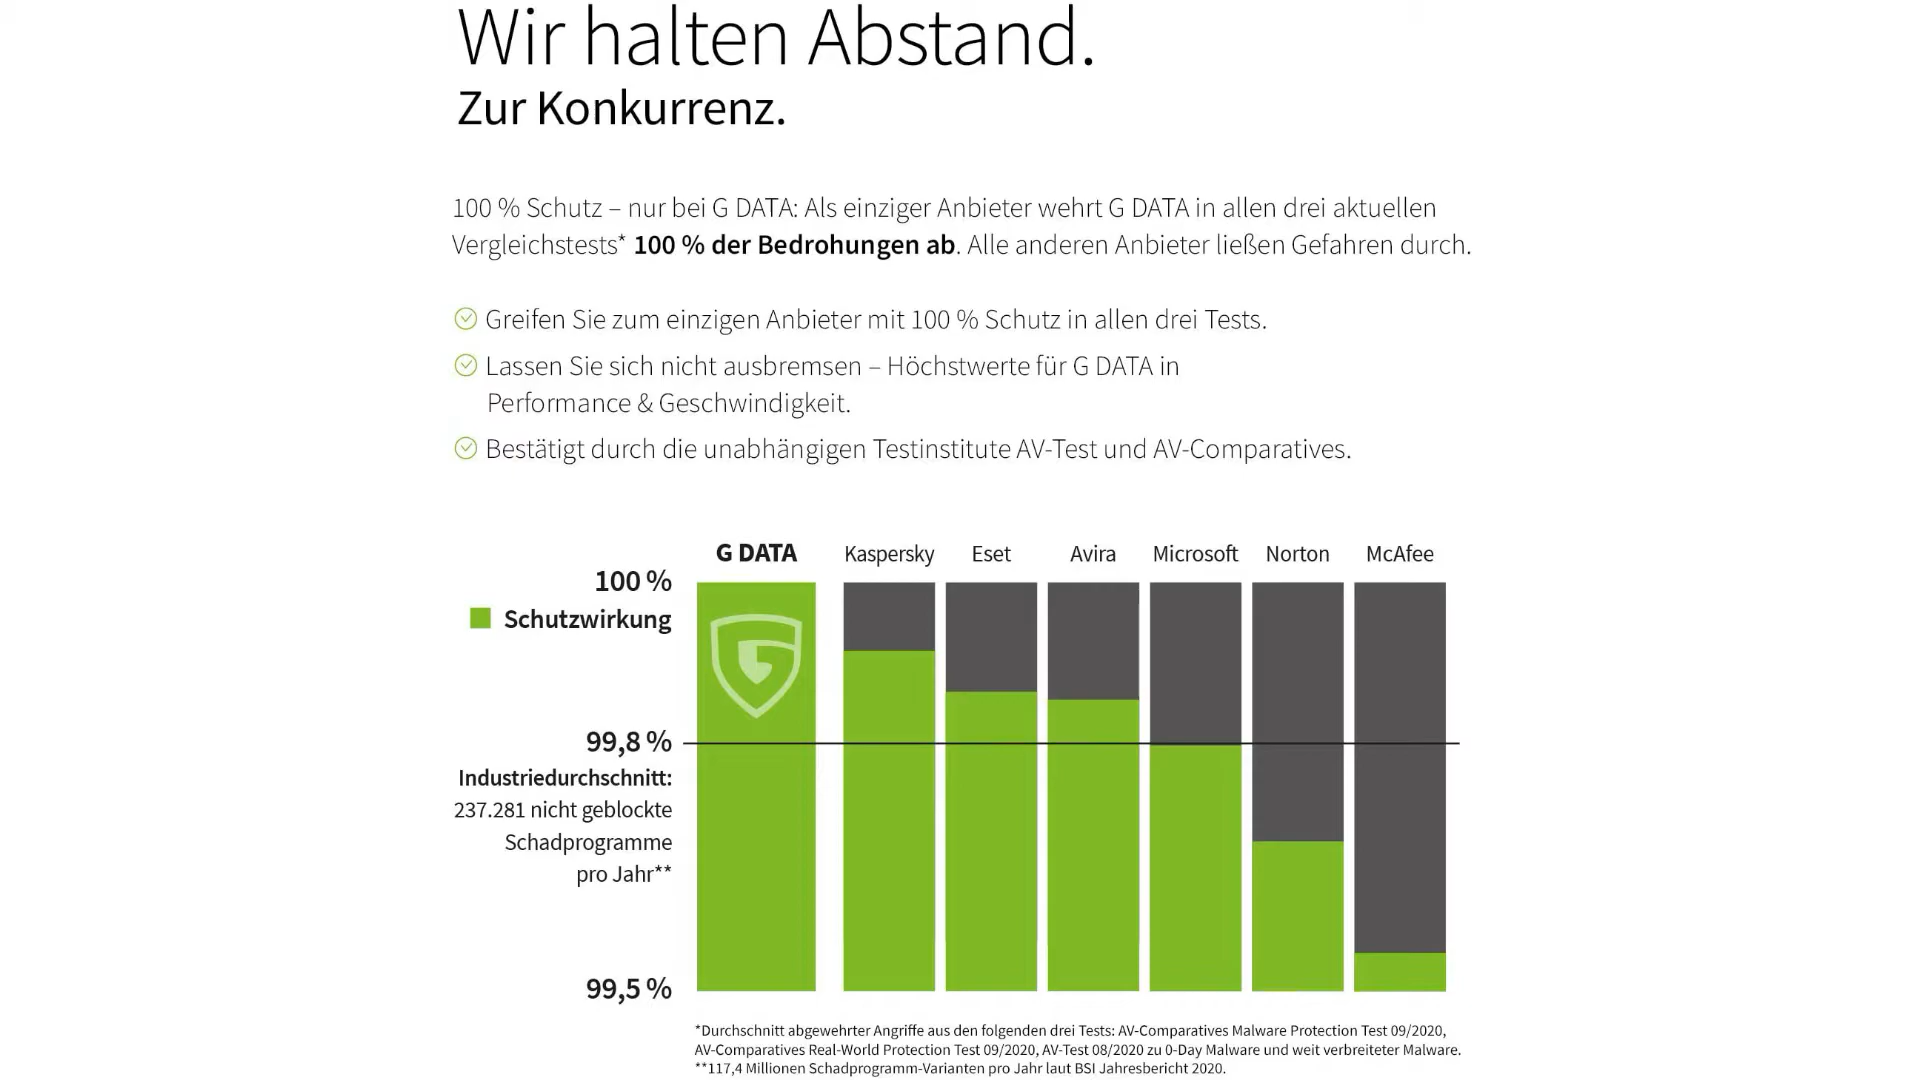 Wir halten Abstand.
Zur Konkurrenz.
100 % Schutz – nur bei G DATA: Als einziger Anbieter wehrt G DATA in allen drei aktuellen
Vergleichstests* 100 % der Bedrohungen ab. Alle anderen Anbieter ließen Gefahren durch.
Greifen Sie zum einzigen Anbieter mit 100 % Schutz in allen drei Tests.
Lassen Sie sich nicht ausbremsen – Höchstwerte für G DATA in
Performance & Geschwindigkeit.
Bestätigt durch die unabhängigen Testinstitute AV-Test und AV-Comparatives.
G DATA Kaspersky Eset Avira Microsoft Norton McAfee
100 %
Schutzwirkung
99,8 %
Industriedurchschnitt:
237.281 nicht geblockte
Schadprogramme
pro Jahr**
99,5 %
*Durchschnitt abgewehrter Angriffe aus den folgenden drei Tests: AV-Comparatives Malware Protection Test 09/2020,
AV-Comparatives Real-World Protection Test 09/2020, AV-Test 08/2020 zu 0-Day Malware und weit verbreiteter Malware.
**117,4 Millionen Schadprogramm-Varianten pro Jahr laut BSI Jahresbericht 2020.